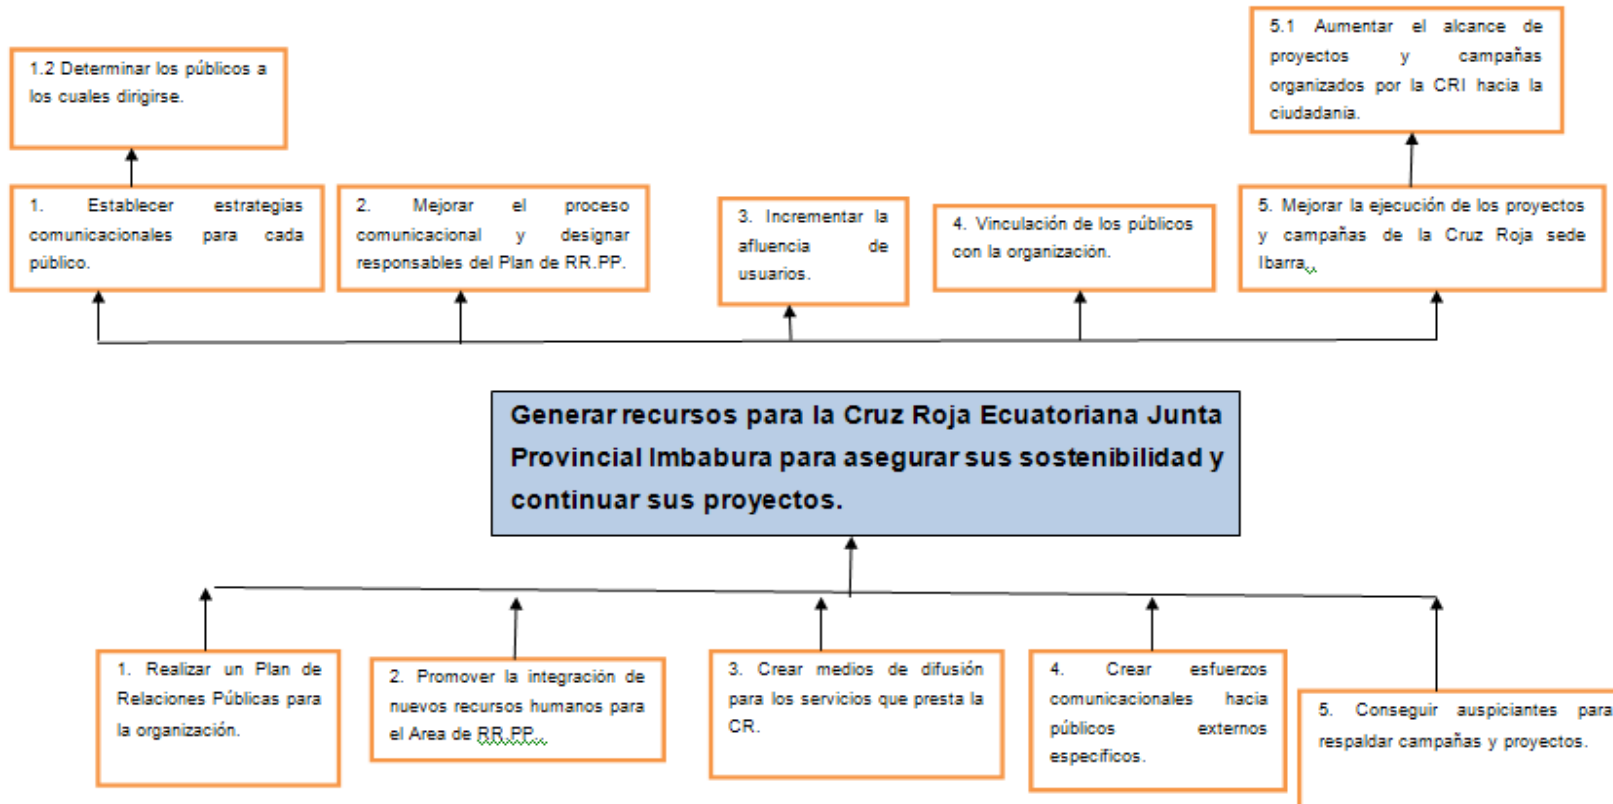 5.1 Aumentar el alcance de
proyectos y campañas
organizados por la CRI hacia la
ciudadanía.
1.2 Determinar los públicos a
los cuales dirigirse.
1. Establecer estrategias
comunicacionales para cada
público.
2. Mejorar el proceso
comunicacional y designar
responsables del Plan de RR.PP.
3. Incrementar la
afluencia de
usuarios.
4. Vinculación de los públicos
con la organización.
5. Mejorar la ejecución de los proyectos
y campañas de la Cruz Roja sede
Ibarra.
Generar recursos para la Cruz Roja Ecuatoriana Junta
Provincial Imbabura para asegurar sus sostenibilidad y
continuar sus proyectos.
1. Realizar un Plan de
Relaciones Públicas para
la organización.
2. Promover la integración de
nuevos recursos humanos para
el Area de RR.PP..
3. Crear medios de difusión
para los servicios que presta la
CR.
4. Crear esfuerzos
comunicacionales hacia
públicos externos
específicos.
5. Conseguir auspiciantes para
respaldar campañas y proyectos.